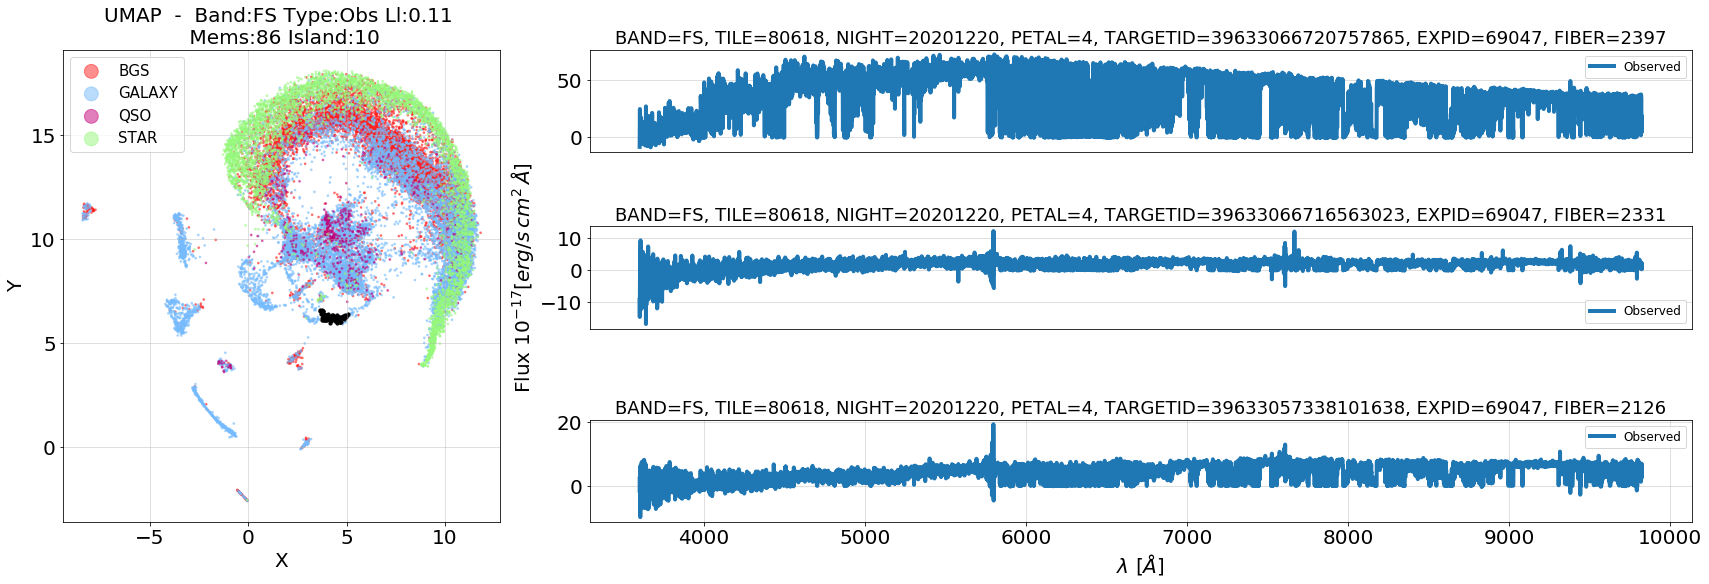 UMAP - Band:FS Type:Obs Ll:0.11
Mems:86 Island:10
BGS
GALAXY
QSO
STAR
15
10
5
0
Y
−5
0
5
10
X
Flux 10⁻¹⁷[erg/s cm² Å]
BAND=FS, TILE=80618, NIGHT=20201220, PETAL=4, TARGETID=39633066720757865, EXPID=69047, FIBER=2397
Observed
50
0
BAND=FS, TILE=80618, NIGHT=20201220, PETAL=4, TARGETID=39633066716563023, EXPID=69047, FIBER=2331
10
0
−10
Observed
BAND=FS, TILE=80618, NIGHT=20201220, PETAL=4, TARGETID=39633057338101638, EXPID=69047, FIBER=2126
Observed
20
0
4000
5000
6000
7000
8000
9000
10000
λ [Å]